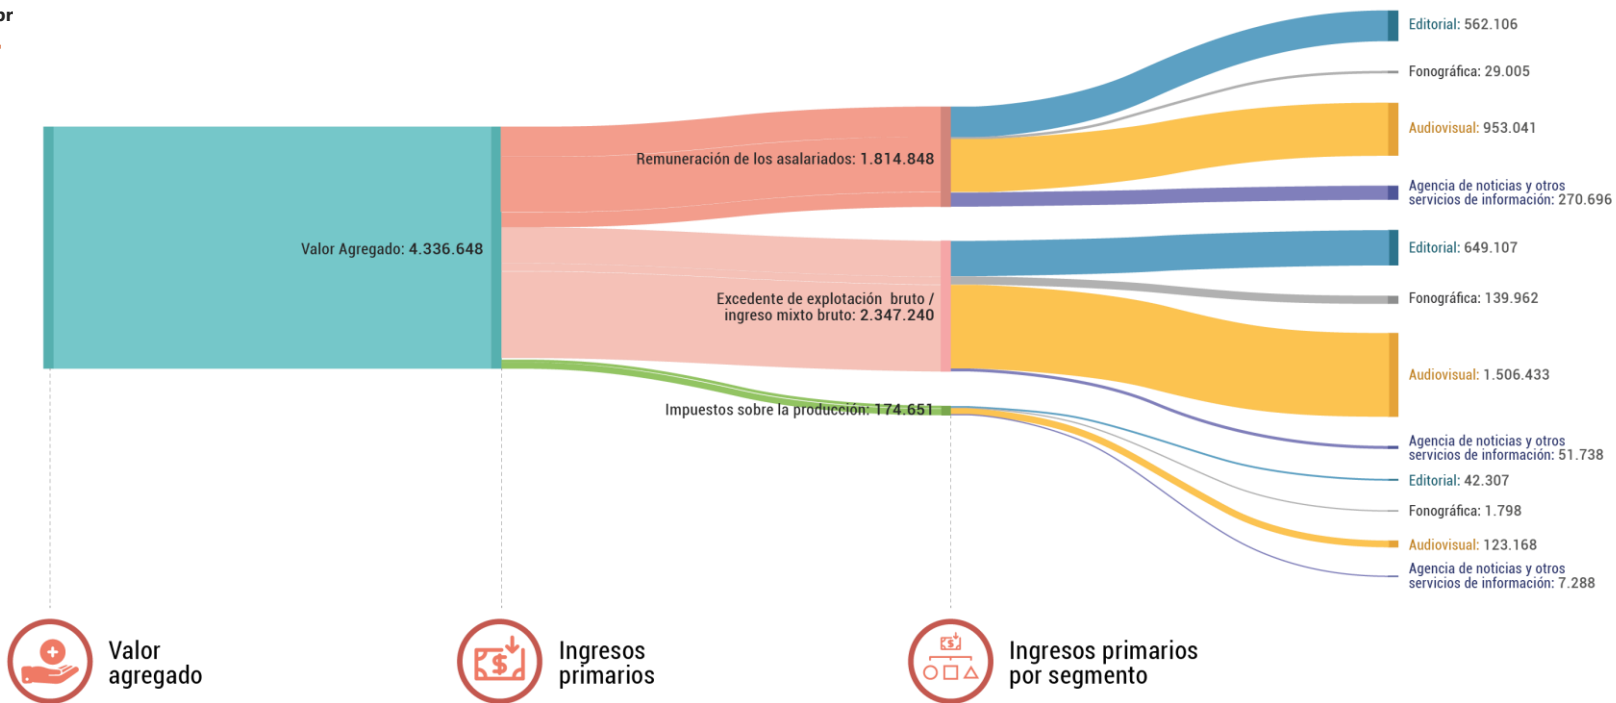 Editorial: 562.106
Fonográfica: 29.005
Audiovisual: 953.041
Remuneración de los asalariados: 1.814.848
Agencia de noticias y otros
servicios de información: 270.696
Valor Agregado: 4.336.648
Editorial: 649.107
Excedente de explotación bruto /
ingreso mixto bruto: 2.347.240
Fonográfica: 139.962
Audiovisual: 1.506.433
Impuestos sobre la producción: 174.651
Agencia de noticias y otros
servicios de información: 51.738
Editorial: 42.307
Fonográfica: 1.798
Audiovisual: 123.168
Agencia de noticias y otros
servicios de información: 7.288
Valor
agregado
Ingresos
primarios
Ingresos primarios
por segmento